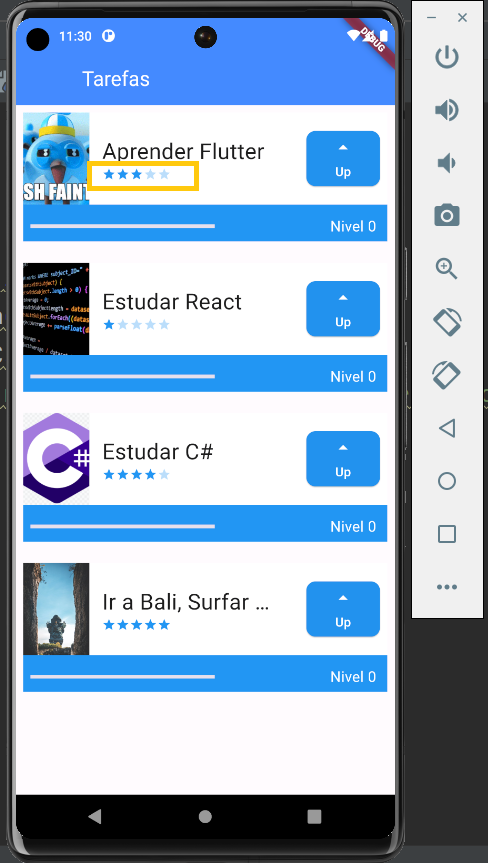 11:30
DEBUG
Tarefas
Aprender Flutter
Up
SH FAINT
Nivel 0
Estudar React
Up
Nivel 0
Estudar C#
Up
C#
Nivel 0
Ir a Bali, Surfar ...
Up
Nivel 0